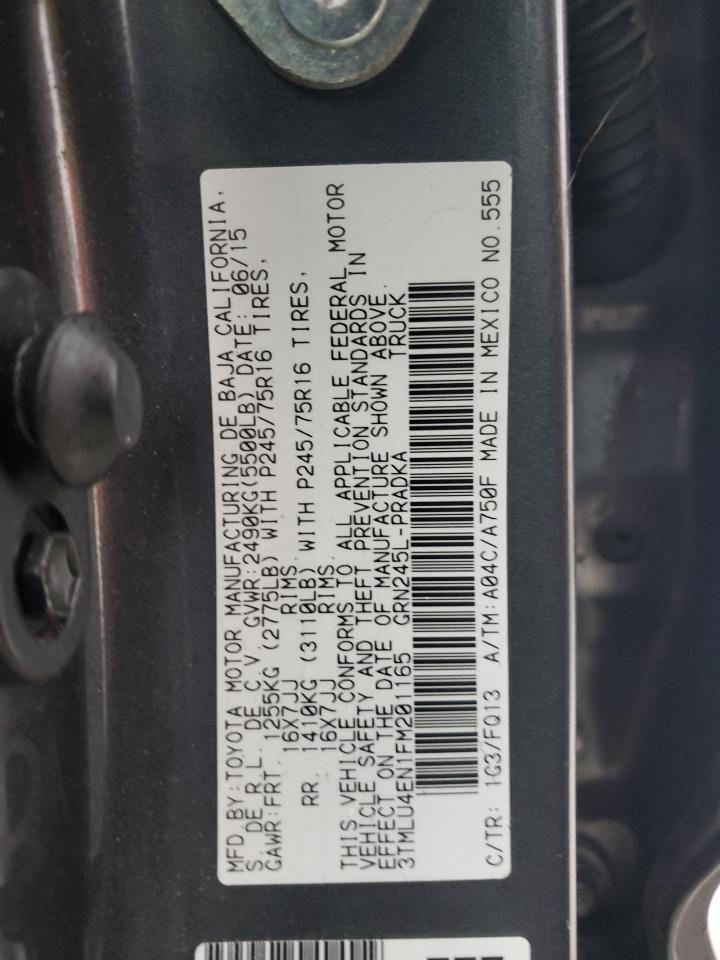 MFD. BY: TOYOTA MOTOR MANUFACTURING DE BAJA CALIFORNIA,
S. DE R.L. DE C.V. GVWR: 2490KG(5500LB) DATE: 06/15
GAWR: FRT. 1255KG (2775LB) WITH P245/75R16 TIRES,
16X7JJ RIMS.
RR. 1410KG (3110LB) WITH P245/75R16 TIRES,
16X7JJ RIMS.
THIS VEHICLE CONFORMS TO ALL APPLICABLE FEDERAL MOTOR
VEHICLE SAFETY AND THEFT PREVENTION STANDARDS IN
EFFECT ON THE DATE OF MANUFACTURE SHOWN ABOVE.
3TMLU4EN1FM201165 GRN245L-PRADKA TRUCK
C/TR: 1G3/FQ13 A/TM: A04C/A750F MADE IN MEXICO NO. 555